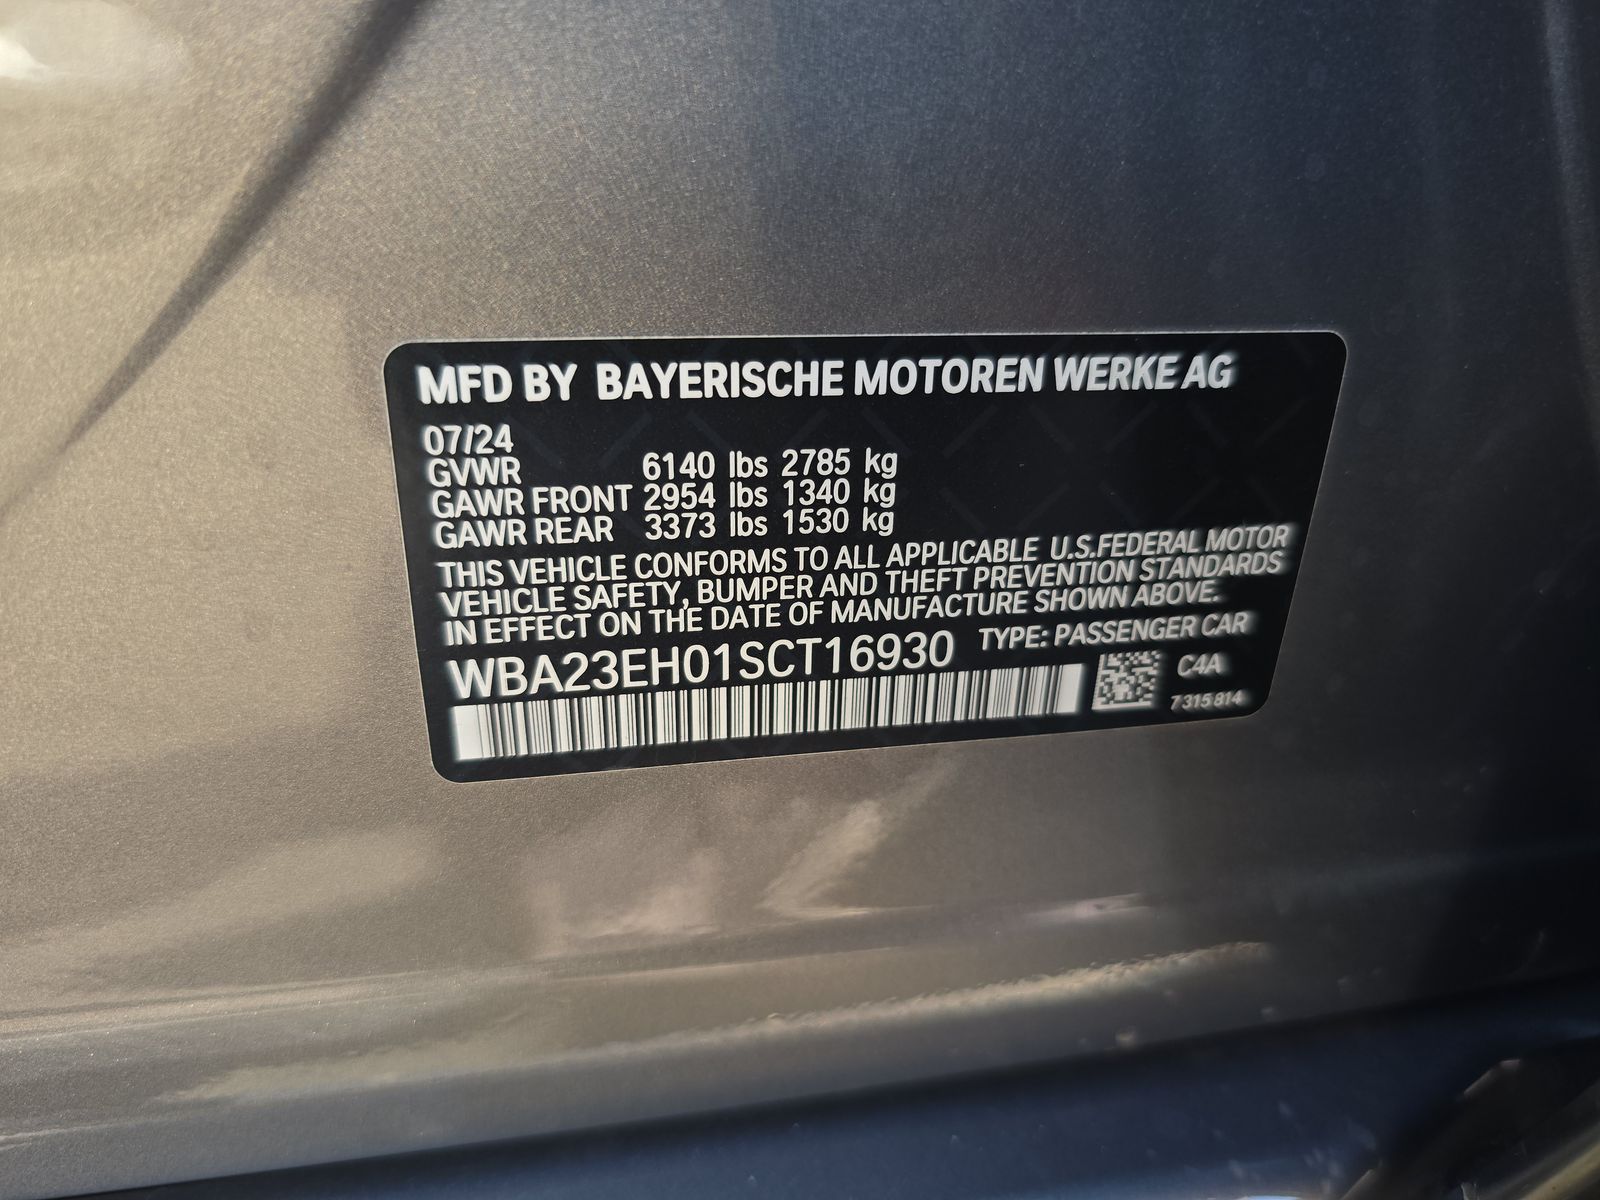 MFD BY BAYERISCHE MOTOREN WERKE AG
07/24
GVWR 6140 lbs 2785 kg
GAWR FRONT 2954 lbs 1340 kg
GAWR REAR 3373 lbs 1530 kg
THIS VEHICLE CONFORMS TO ALL APPLICABLE U.S.FEDERAL MOTOR
VEHICLE SAFETY, BUMPER AND THEFT PREVENTION STANDARDS
IN EFFECT ON THE DATE OF MANUFACTURE SHOWN ABOVE.
WBA23EH01SCT16930 TYPE: PASSENGER CAR
C4A
7 315 814